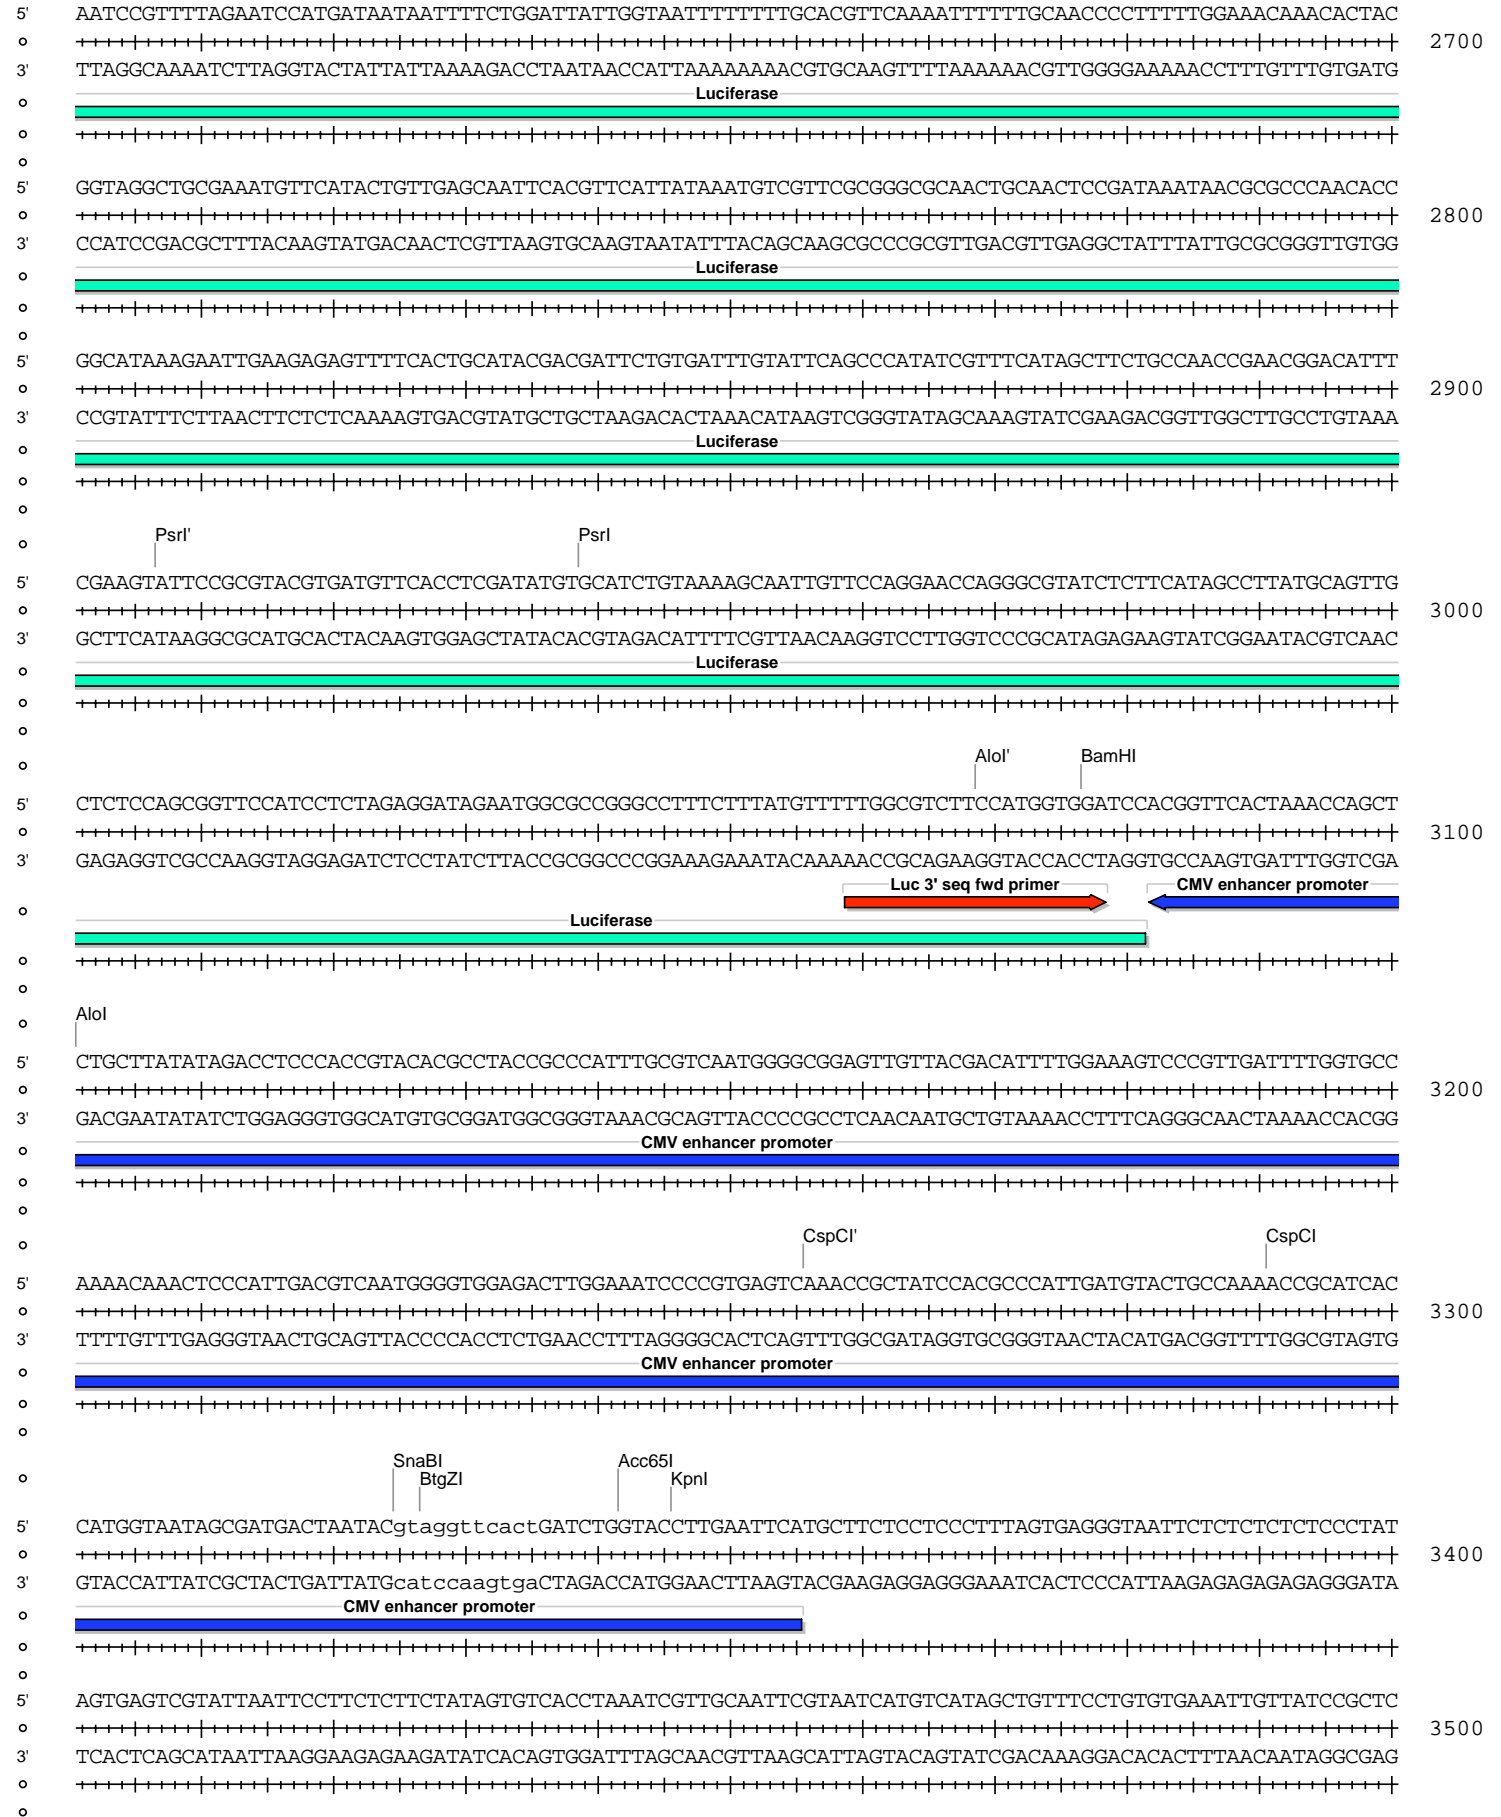 5' AATCCGTTTTAGAATCCATGATAATAATTTTCTGGATTATTGGTAATTTTTTTTGCACGTTCAAAATTTTTTGCAACCCCTTTTTGGAAACAAACACTAC
2700
3' TTAGGCAAAATCTTAGGTACTATTATTAAAAGACCTAATAACCATTAAAAAAAACGTGCAAGTTTTAAAAAACGTTGGGGAAAAACCTTTGTTTGTGATG
Luciferase
5' GGTAGGCTGCGAAATGTTCATACTGTTGAGCAATTCACGTTCATTATAAATGTCGTTCGCGGGCGCAACTGCAACTCCGATAAATAACGCGCCCAACACC
2800
3' CCATCCGACGCTTTACAAGTATGACAACTCGTTAAGTGCAAGTAATATTTACAGCAAGCGCCCGCGTTGACGTTGAGGCTATTTATTGCGCGGGTTGTGG
Luciferase
5' GGCATAAAGAATTGAAGAGAGTTTTCACTGCATACGACGATTCTGTGATTTGTATTCAGCCCATATCGTTTCATAGCTTCTGCCAACCGAACGGACATTT
2900
3' CCGTATTTCTTAACTTCTCTCAAAAGTGACGTATGCTGCTAAGACACTAAACATAAGTCGGGTATAGCAAAGTATCGAAGACGGTTGGCTTGCCTGTAAA
Luciferase
PsrI' PsrI
5' CGAAGTATTCCGCGTACGTGATGTTCACCTCGATATGTGCATCTGTAAAAGCAATTGTTCCAGGAACCAGGGCGTATCTCTTCATAGCCTTATGCAGTTG
3000
3' GCTTCATAAGGCGCATGCACTACAAGTGGAGCTATACACGTAGACATTTTCGTTAACAAGGTCCTTGGTCCCGCATAGAGAAGTATCGGAATACGTCAAC
Luciferase
AloI' BamHI
5' CTCTCCAGCGGTTCCATCCTCTAGAGGATAGAATGGCGCCGGGCCTTTCTTTATGTTTTTGGCGTCTTCCATGGTGGATCCACGGTTCACTAAACCAGCT
3100
3' GAGAGGTCGCCAAGGTAGGAGATCTCCTATCTTACCGCGGCCCGGAAAGAAATACAAAAACCGCAGAAGGTACCACCTAGGTGCCAAGTGATTTGGTCGA
Luc 3' seq fwd primer CMV enhancer promoter
Luciferase
AloI
5' CTGCTTATATAGACCTCCCACCGTACACGCCTACCGCCCATTTGCGTCAATGGGGCGGAGTTGTTACGACATTTTGGAAAGTCCCGTTGATTTTGGTGCC
3200
3' GACGAATATATCTGGAGGGTGGCATGTGCGGATGGCGGGTAAACGCAGTTACCCCGCCTCAACAATGCTGTAAAACCTTTCAGGGCAACTAAAACCACGG
CMV enhancer promoter
CspCI' CspCI
5' AAAACAAACTCCCATTGACGTCAATGGGGTGGAGACTTGGAAATCCCCGTGAGTCAAACCGCTATCCACGCCCATTGATGTACTGCCAAAACCGCATCAC
3300
3' TTTTGTTTGAGGGTAACTGCAGTTACCCCACCTCTGAACCTTTAGGGGCACTCAGTTTGGCGATAGGTGCGGGTAACTACATGACGGTTTTGGCGTAGTG
CMV enhancer promoter
SnaBI Acc65I
BtgZI KpnI
5' CATGGTAATAGCGATGACTAATACgtaggttcactGATCTGGTACCTTGAATTCATGCTTCTCCTCCCTTTAGTGAGGGTAATTCTCTCTCTCTCCCTAT
3400
3' GTACCATTATCGCTACTGATTATGcatccaagtgaCTAGACCATGGAACTTAAGTACGAAGAGGAGGGAAATCACTCCCATTAAGAGAGAGAGAGGGATA
CMV enhancer promoter
5' AGTGAGTCGTATTAATTCCTTCTCTTCTATAGTGTCACCTAAATCGTTGCAATTCGTAATCATGTCATAGCTGTTTCCTGTGTGAAATTGTTATCCGCTC
3500
3' TCACTCAGCATAATTAAGGAAGAGAAGATATCACAGTGGATTTAGCAACGTTAAGCATTAGTACAGTATCGACAAAGGACACACTTTAACAATAGGCGAG